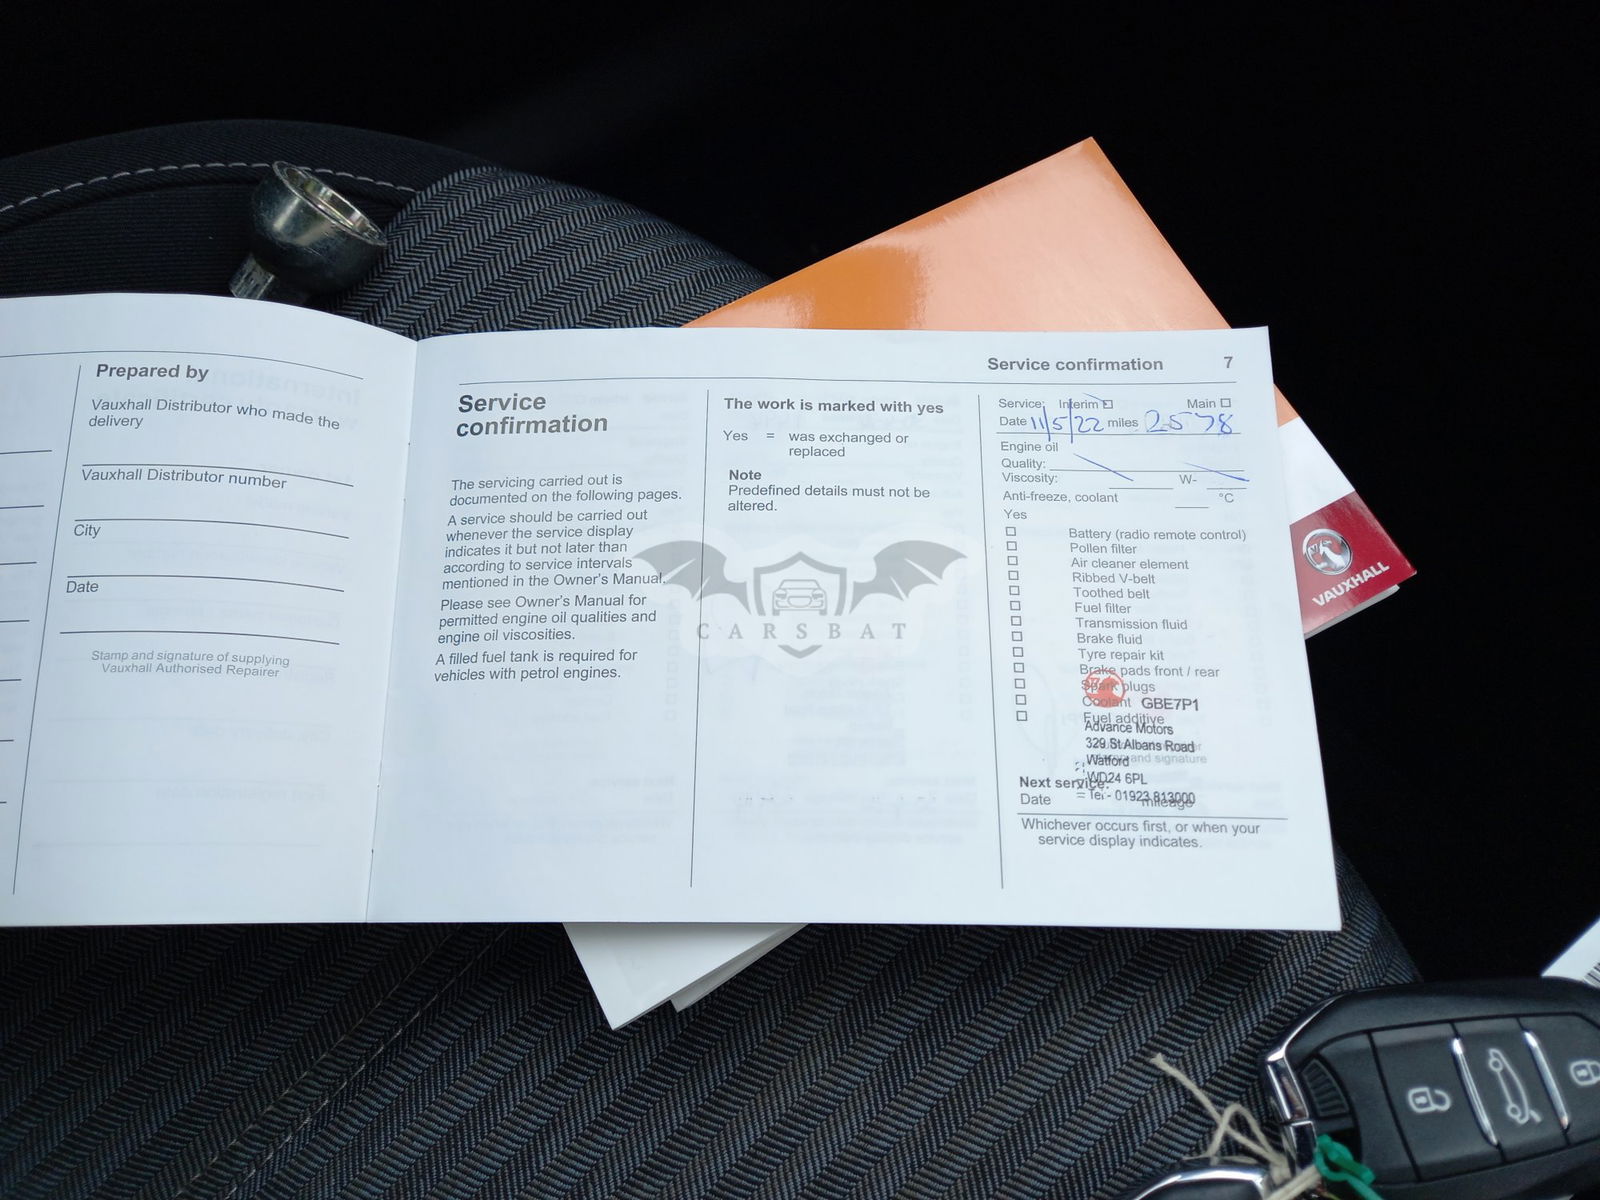 Prepared by
Vauxhall Distributor who made the
delivery
Vauxhall Distributor number
City
Date
Stamp and signature of supplying
Vauxhall Authorised Repairer
Service confirmation 7
Service
confirmation
The servicing carried out is
documented on the following pages.
A service should be carried out
whenever the service display
indicates it but not later than
according to service intervals
mentioned in the Owner's Manual.
Please see Owner's Manual for
permitted engine oil qualities and
engine oil viscosities.
A filled fuel tank is required for
vehicles with petrol engines.
The work is marked with yes
Yes = was exchanged or
replaced
Note
Predefined details must not be
altered.
CARSBAT
Service: Interim Main
Date 11/5/22 miles 2578
Engine oil
Quality:
Viscosity: W-
Anti-freeze, coolant °C
Yes
Battery (radio remote control)
Pollen filter
Air cleaner element
Ribbed V-belt
Toothed belt
Fuel filter
Transmission fluid
Brake fluid
Tyre repair kit
Brake pads front / rear
Spark plugs
Coolant GBE7P1
Fuel additive
Advance Motors
329 St Albans Road
Watford
and signature
WD24 6PL
Next service:
Tel:- 01923 813000
Date mileage
Whichever occurs first, or when your
service display indicates.
VAUXHALL